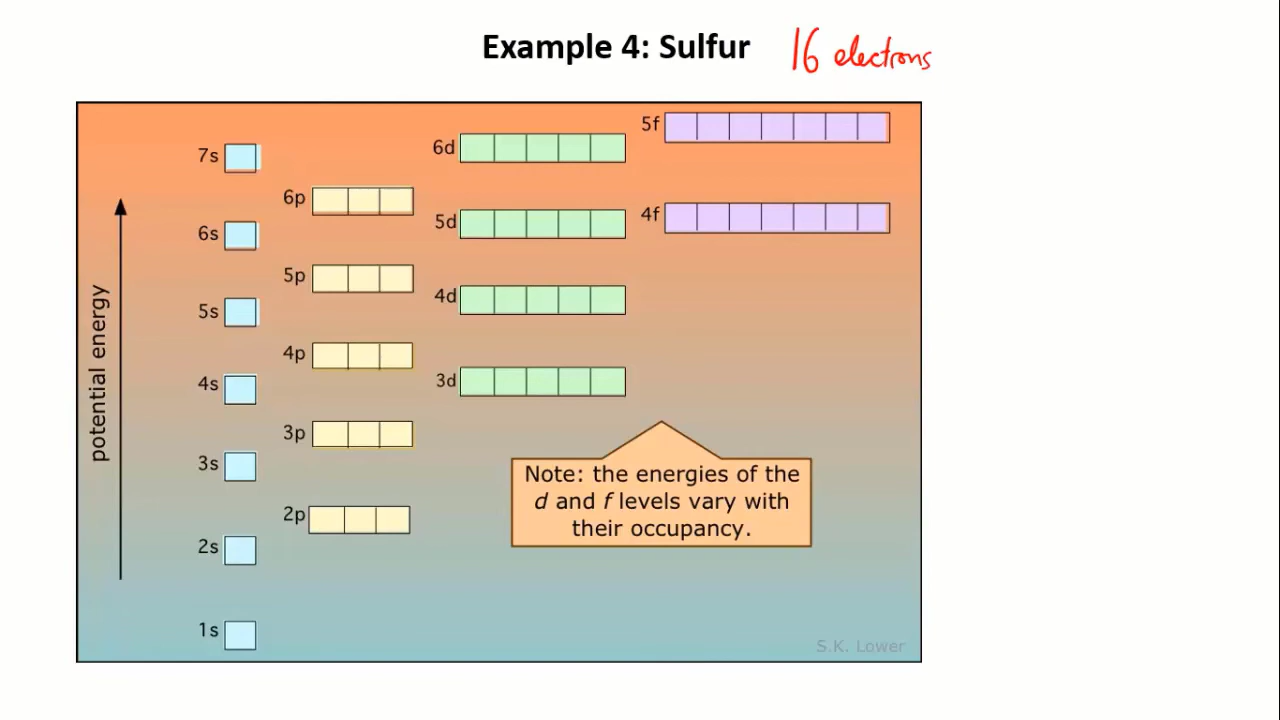 Example 4: Sulfur 16 electrons
5f
6d
7s
6p
5d
4f
6s
5p
4d
5s
4p
3d
4s
3p
3s
2p
2s
1s
potential energy
Note: the energies of the
d and f levels vary with
their occupancy.
S.K. Lower